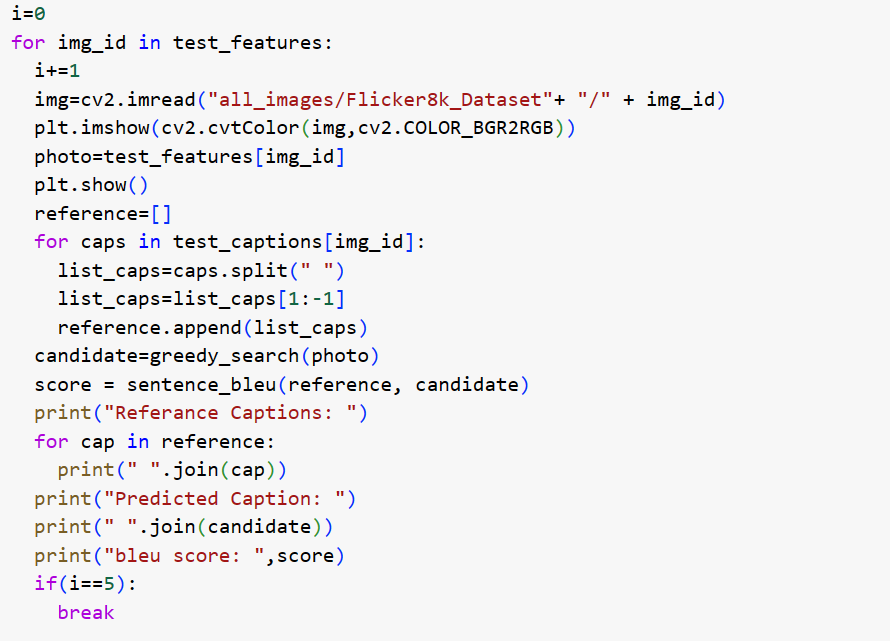 i=0
for img_id in test_features:
  i+=1
  img=cv2.imread("all_images/Flicker8k_Dataset"+ "/" + img_id)
  plt.imshow(cv2.cvtColor(img,cv2.COLOR_BGR2RGB))
  photo=test_features[img_id]
  plt.show()
  reference=[]
  for caps in test_captions[img_id]:
    list_caps=caps.split(" ")
    list_caps=list_caps[1:-1]
    reference.append(list_caps)
  candidate=greedy_search(photo)
  score = sentence_bleu(reference, candidate)
  print("Referance Captions: ")
  for cap in reference:
    print(" ".join(cap))
  print("Predicted Caption: ")
  print(" ".join(candidate))
  print("bleu score: ",score)
  if(i==5):
    break